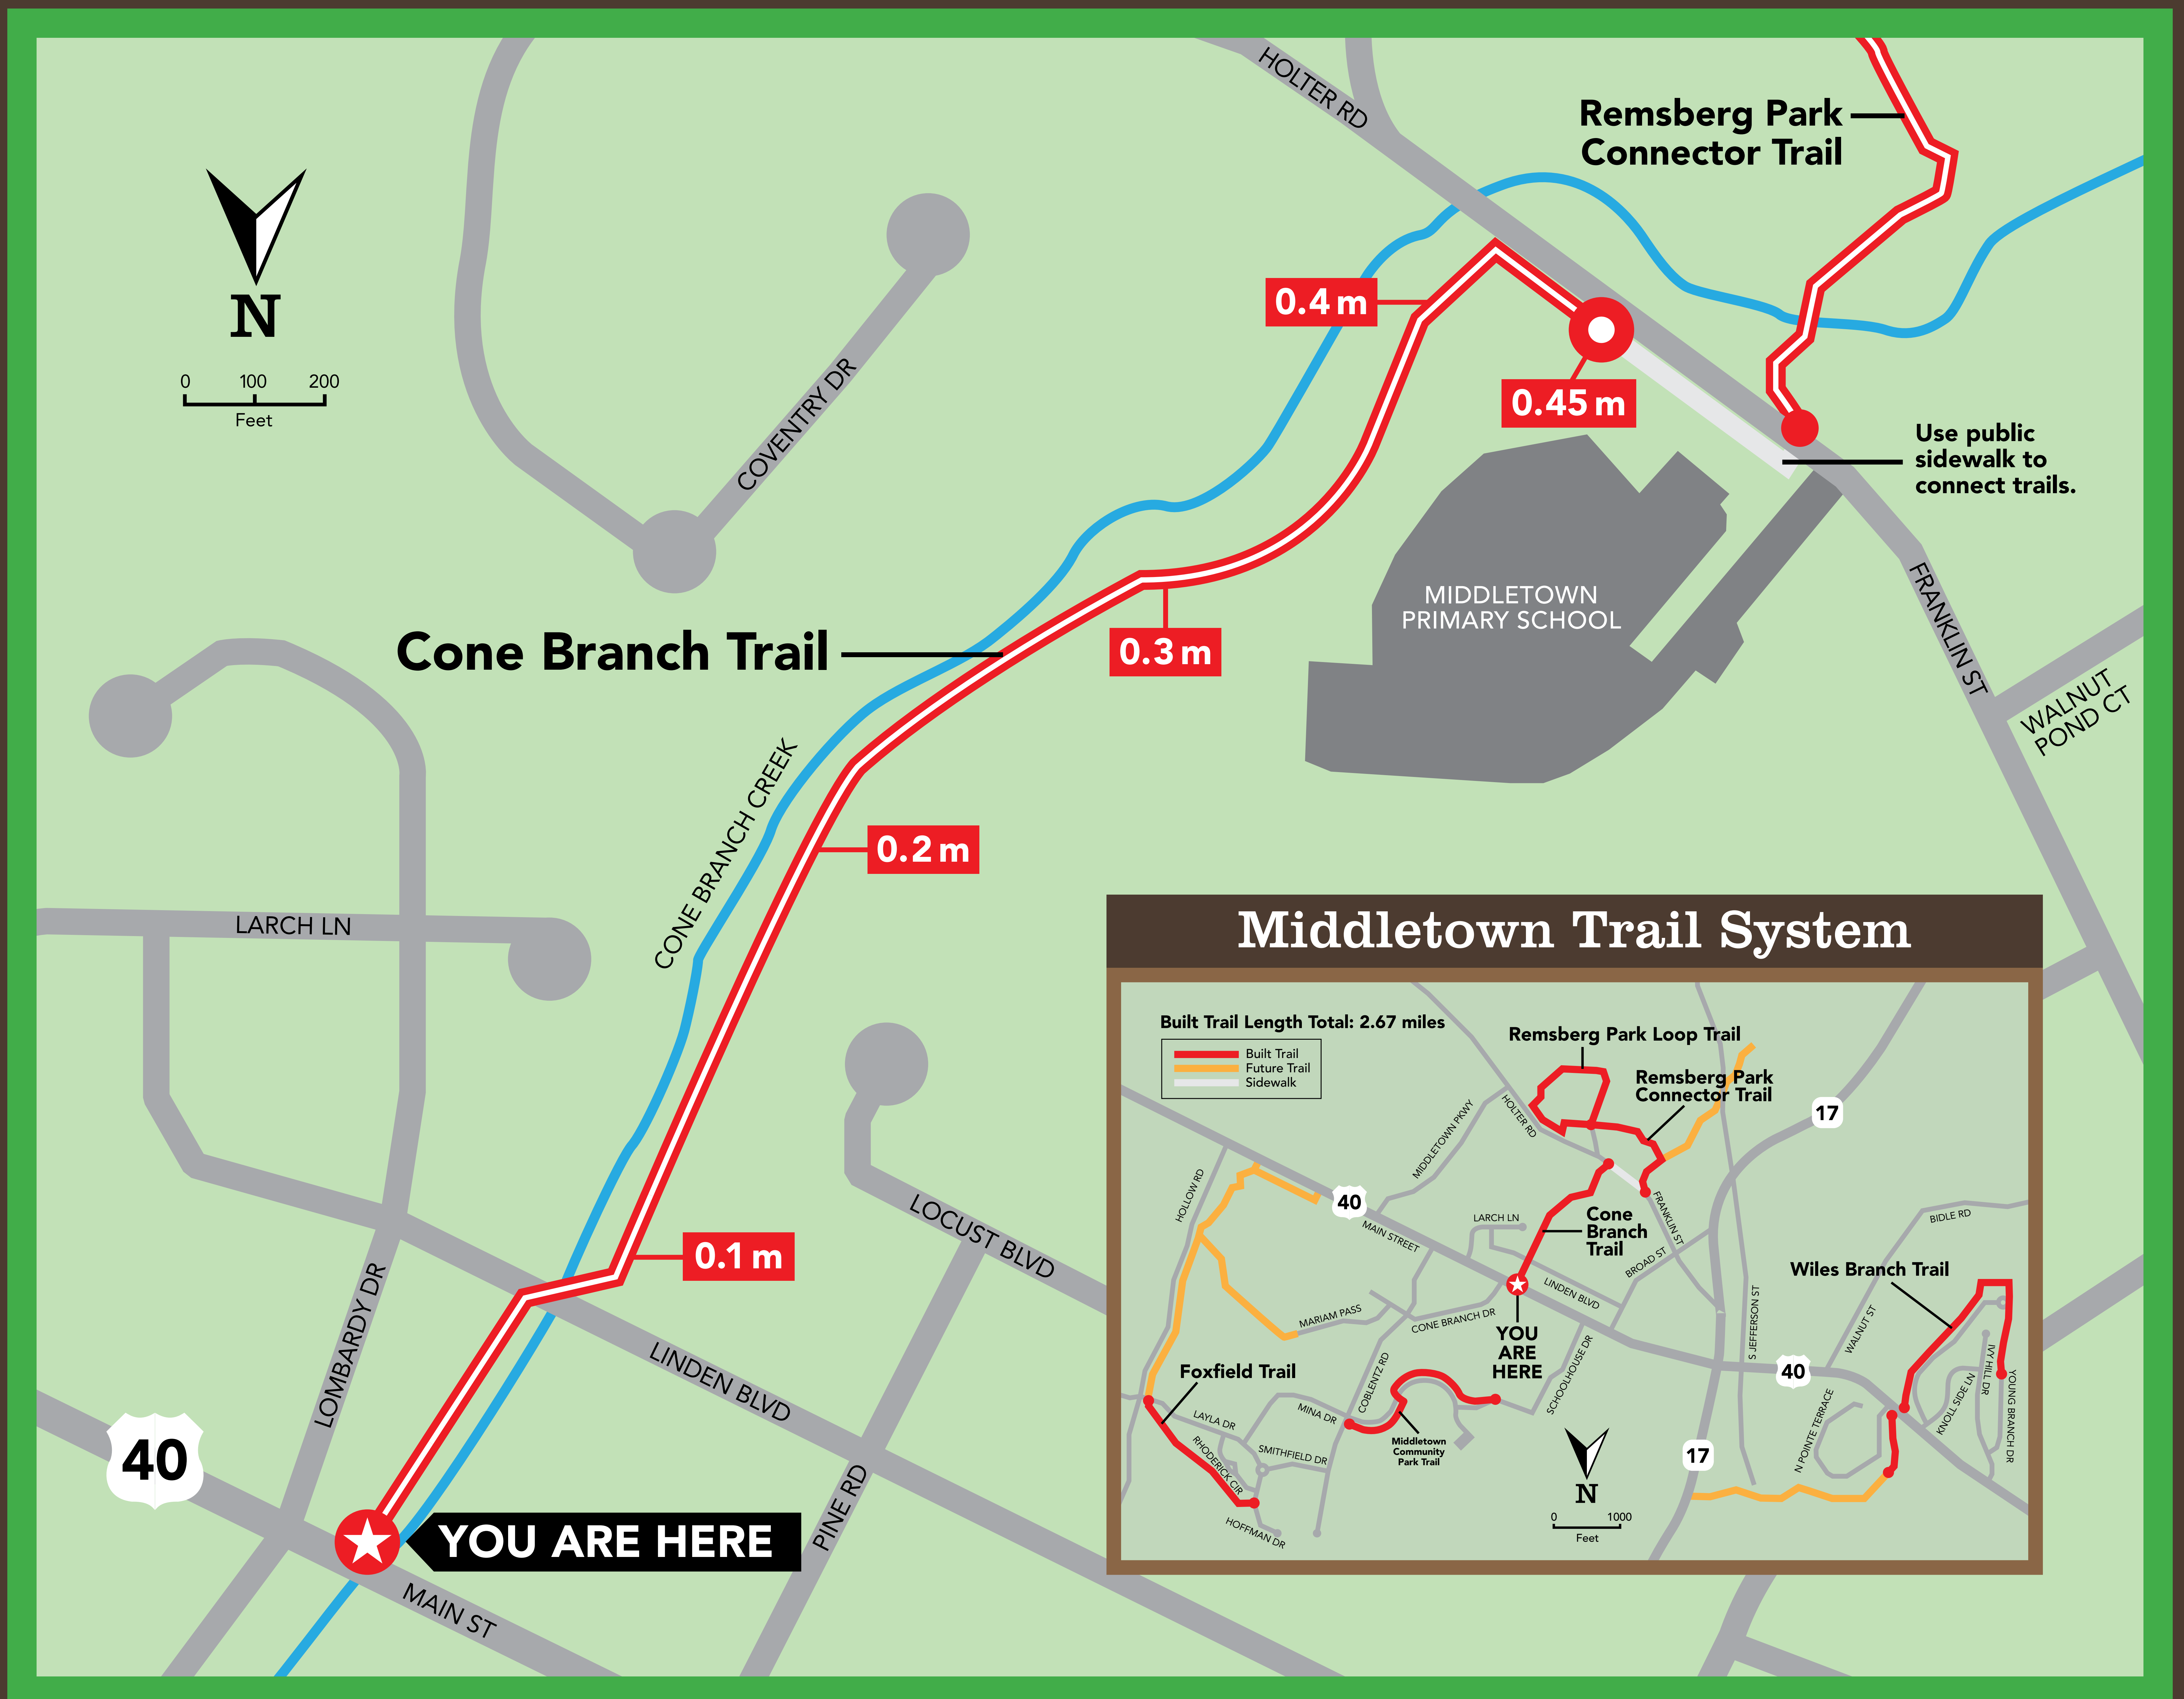 HOLTER RD
Remsberg Park
Connector Trail
N
0 100 200
Feet
COVENTRY DR
0.4 m
0.45 m
Use public
sidewalk to
connect trails.
MIDDLETOWN
PRIMARY SCHOOL
FRANKLIN ST
WALNUT
POND CT
Cone Branch Trail
0.3 m
CONE BRANCH CREEK
0.2 m
LARCH LN
0.1 m
LOCUST BLVD
LOMBARDY DR
LINDEN BLVD
PINE RD
40
YOU ARE HERE
MAIN ST
Middletown Trail System
Built Trail Length Total: 2.67 miles
Built Trail
Future Trail
Sidewalk
Remsberg Park Loop Trail
Remsberg Park
Connector Trail
17
HOLTER RD
MIDDLETOWN PKWY
HOLLOW RD
40
MAIN STREET
LARCH LN
Cone
Branch
Trail
FRANKLIN ST
BROAD ST
BIDLE RD
Wiles Branch Trail
LINDEN BLVD
MARIAM PASS
CONE BRANCH DR
YOU
ARE
HERE
S JEFFERSON ST
WALNUT ST
SCHOOLHOUSE DR
COBLENTZ RD
Foxfield Trail
40
IVY HILL DR
YOUNG BRANCH DR
KNOLL SIDE LN
N POINTE TERRACE
LAYLA DR
MINA DR
RHODERICK CIR
SMITHFIELD DR
Middletown
Community
Park Trail
17
N
0 1000
Feet
HOFFMAN DR